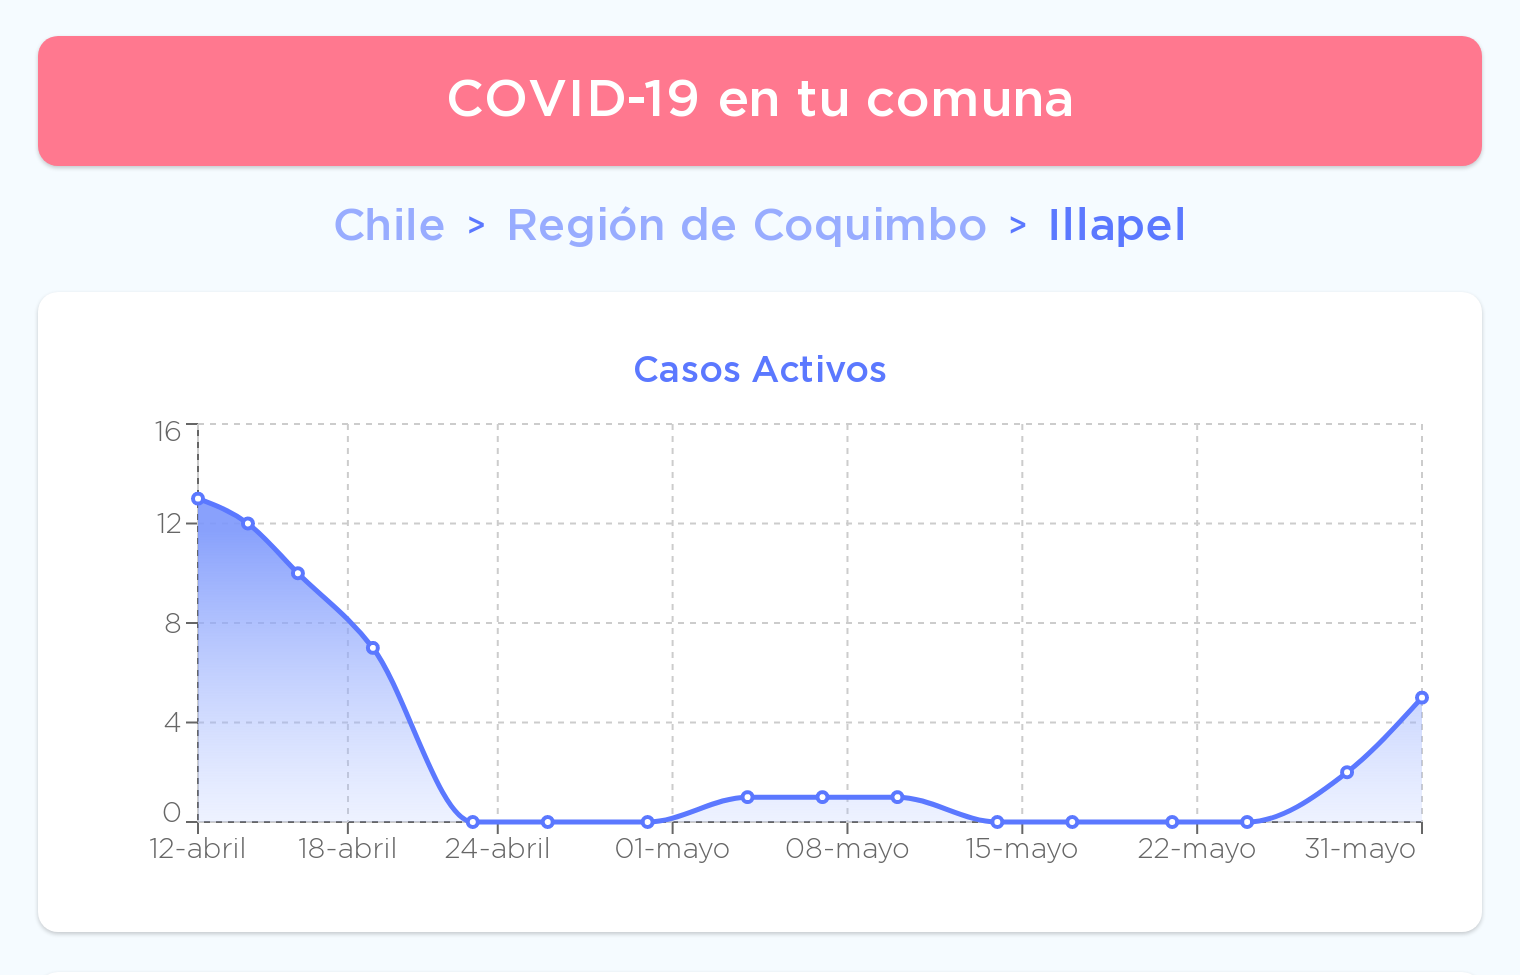 COVID-19 en tu comuna
Chile > Región de Coquimbo > Illapel
Casos Activos
16
12
8
4
0
12-abril 18-abril 24-abril 01-mayo 08-mayo 15-mayo 22-mayo 31-mayo